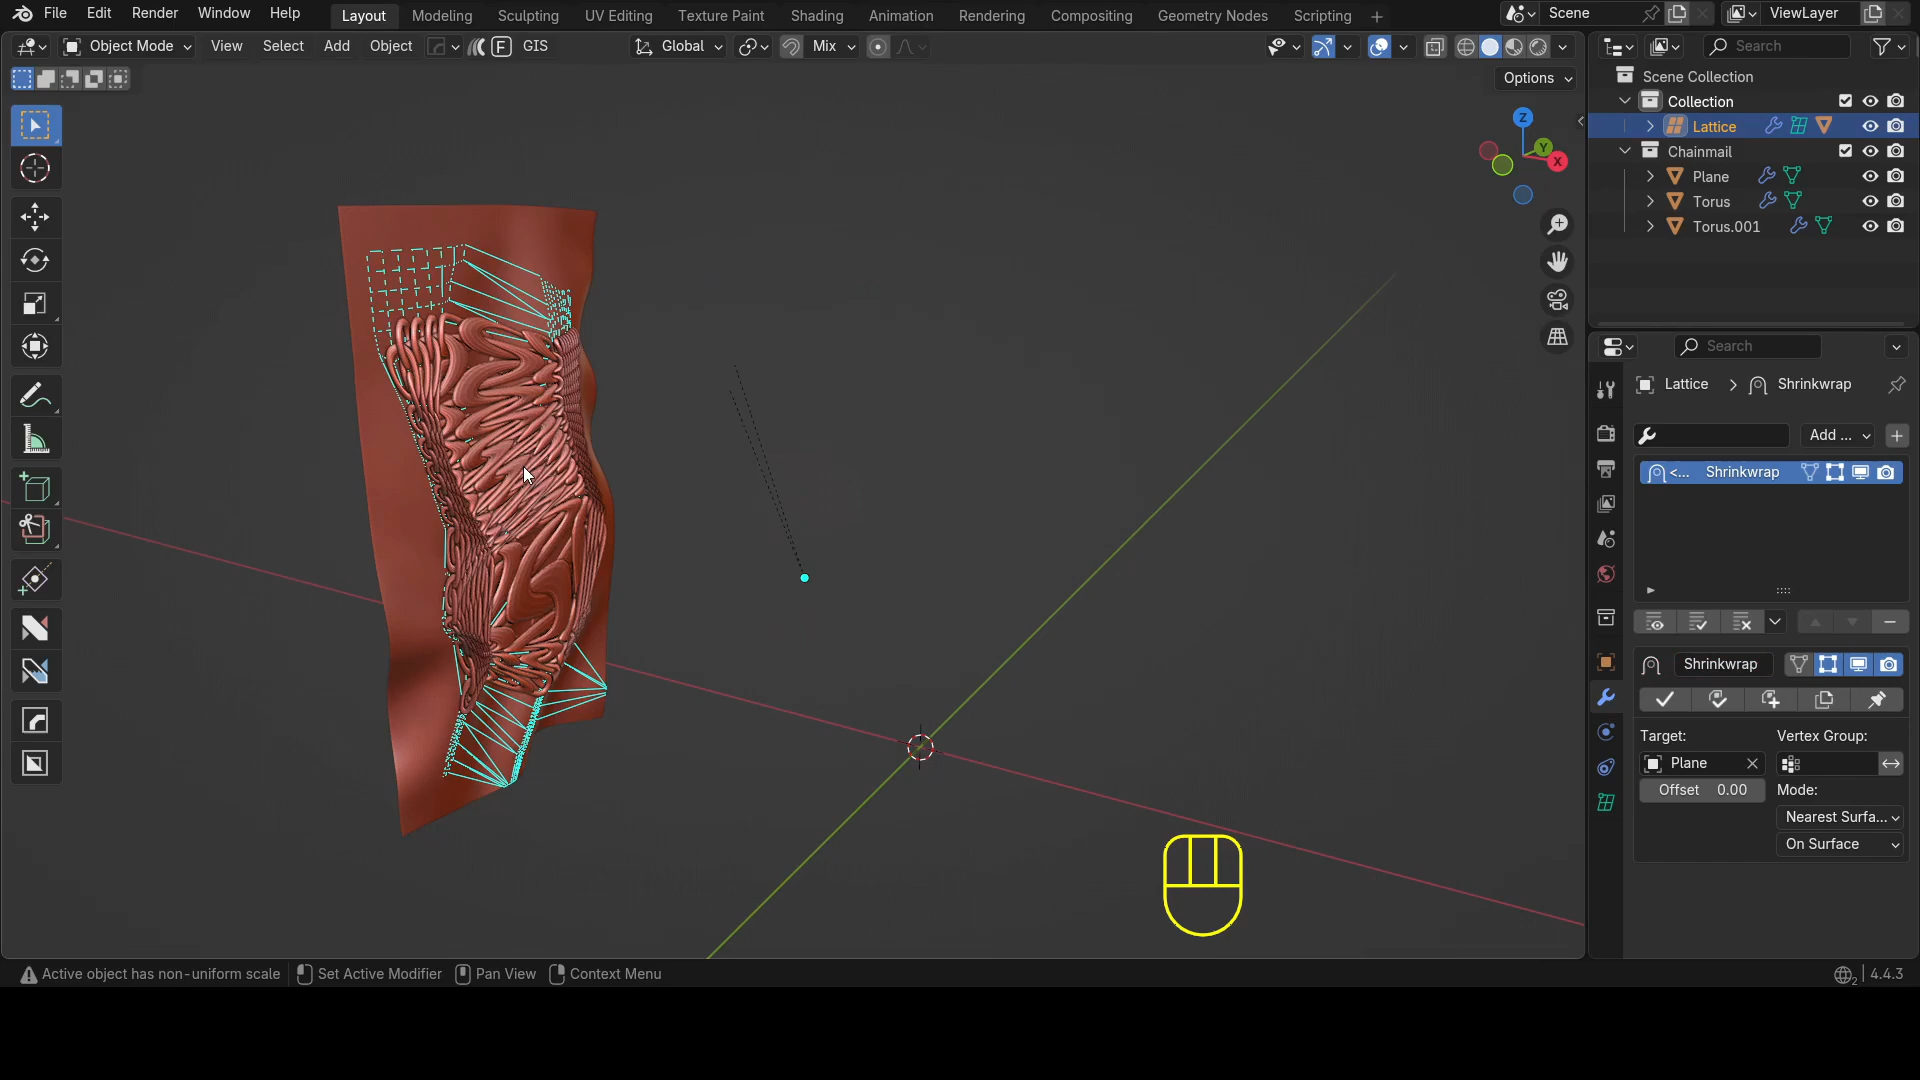 File Edit Render Window Help Layout Modeling Sculpting UV Editing Texture Paint Shading Animation Rendering Compositing Geometry Nodes Scripting + Scene ViewLayer
Object Mode View Select Add Object F GIS Global Mix Search
Options
Scene Collection
Collection
Lattice
Chainmail
Plane
Torus
Torus.001
Z
Y
X
Search
Lattice > Shrinkwrap
Add ...
<... Shrinkwrap
Shrinkwrap
Target: Vertex Group:
Plane
Offset 0.00 Mode:
Nearest Surfa...
On Surface
Active object has non-uniform scale Set Active Modifier Pan View Context Menu 2 4.4.3